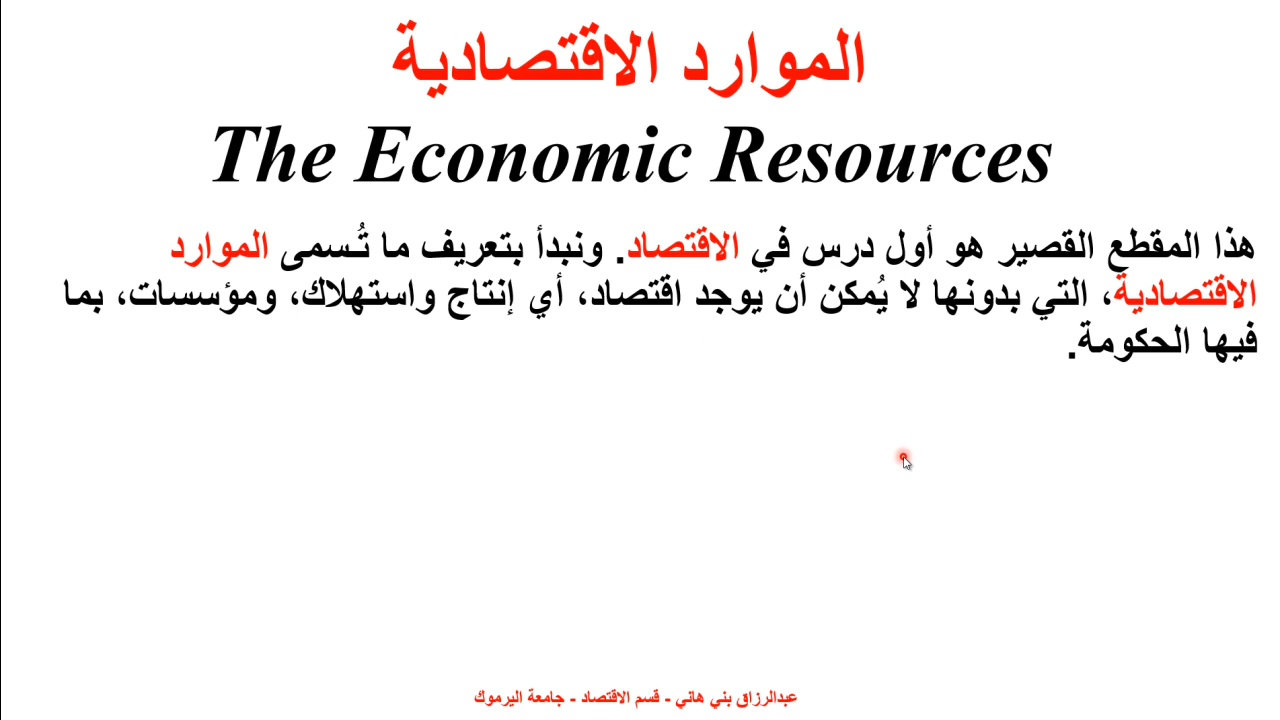 الموارد الاقتصادية
The Economic Resources
هذا المقطع القصير هو أول درس في الاقتصاد. ونبدأ بتعريف ما تُسمى الموارد
الاقتصادية، التي بدونها لا يُمكن أن يوجد اقتصاد، أي إنتاج واستهلاك، ومؤسسات، بما
فيها الحكومة.
عبدالرزاق بني هاني - قسم الاقتصاد - جامعة اليرموك